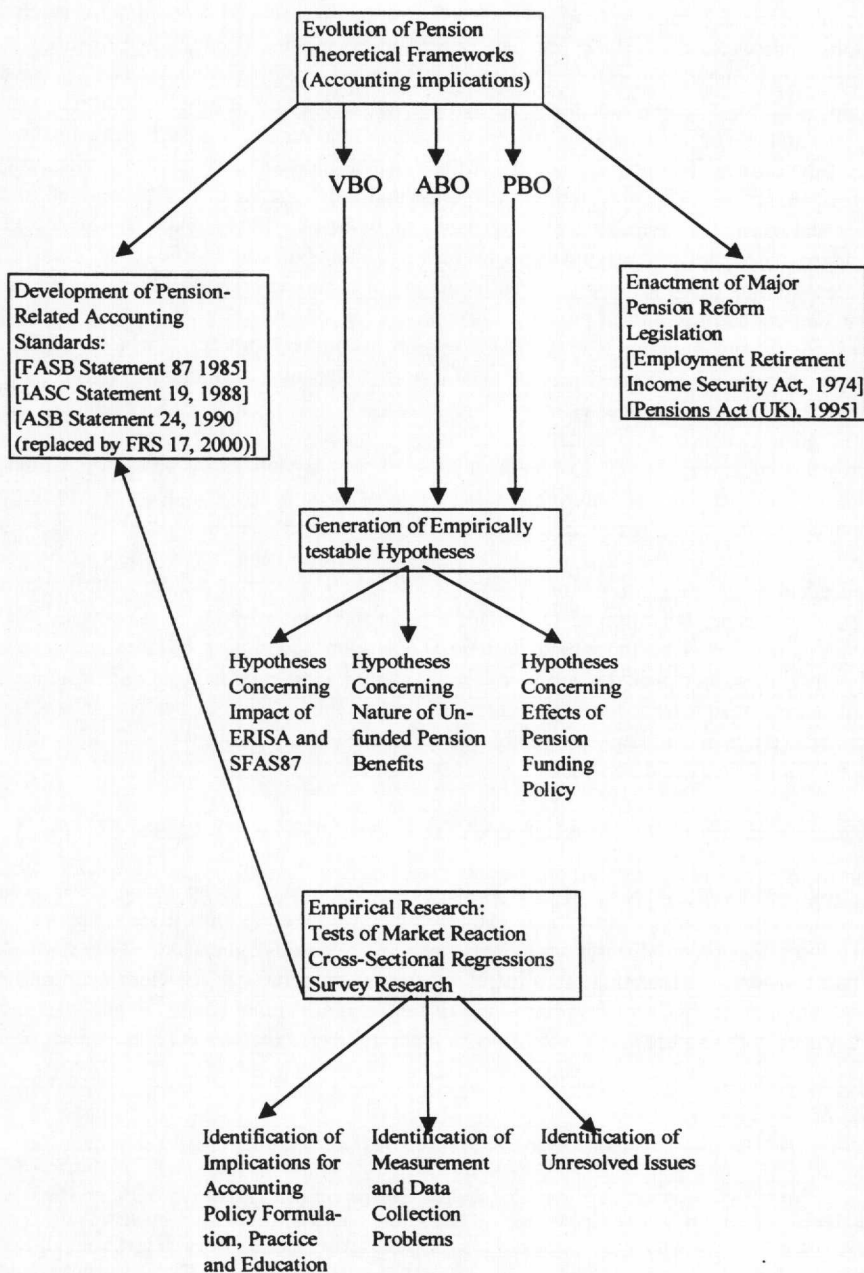 Evolution of Pension
Theoretical Frameworks
(Accounting implications)
VBO ABO PBO
Development of Pension-
Related Accounting
Standards:
[FASB Statement 87 1985]
[IASC Statement 19, 1988]
[ASB Statement 24, 1990
(replaced by FRS 17, 2000)]
Enactment of Major
Pension Reform
Legislation
[Employment Retirement
Income Security Act, 1974]
[Pensions Act (UK), 1995]
Generation of Empirically
testable Hypotheses
Hypotheses
Concerning
Impact of
ERISA and
SFAS87
Hypotheses
Concerning
Nature of Un-
funded Pension
Benefits
Hypotheses
Concerning
Effects of
Pension
Funding
Policy
Empirical Research:
Tests of Market Reaction
Cross-Sectional Regressions
Survey Research
Identification of
Implications for
Accounting
Policy Formula-
tion, Practice
and Education
Identification of
Measurement
and Data
Collection
Problems
Identification of
Unresolved Issues